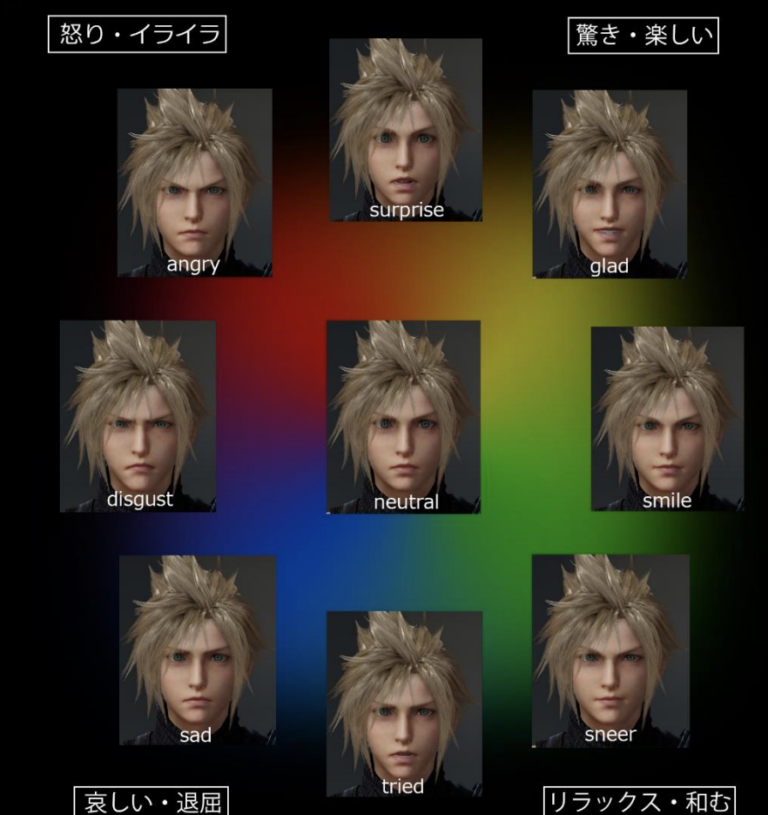 怒り・イライラ
驚き・楽しい
surprise
angry
glad
disgust
neutral
smile
sad
sneer
tried
哀しい・退屈
リラックス・和む